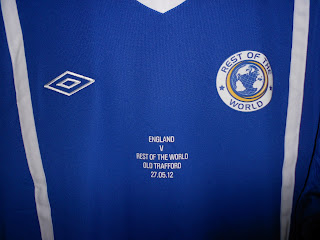 REST OF THE
WORLD
ENGLAND
V
REST OF THE WORLD
OLD TRAFFORD
27.05.12